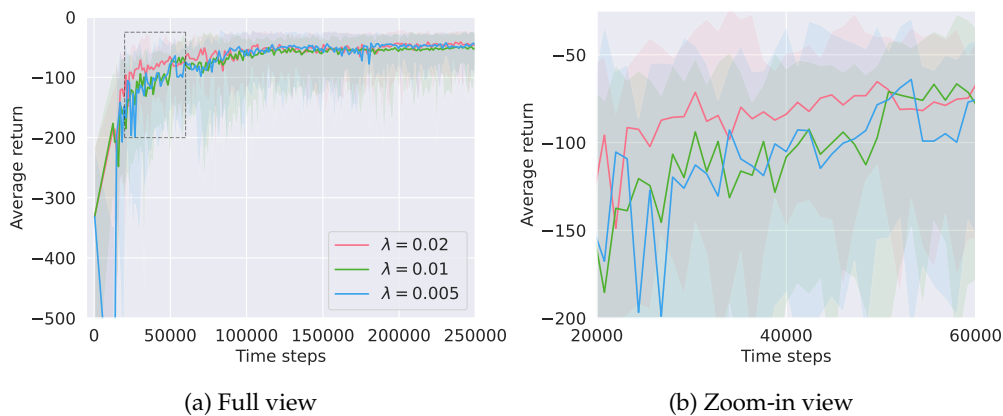 0
−100
−200
−300
−400
−500
Average return
0
50000
100000
150000
200000
250000
Time steps
λ = 0.02
λ = 0.01
λ = 0.005
(a) Full view
−50
−100
−150
−200
Average return
20000
40000
60000
Time steps
(b) Zoom-in view